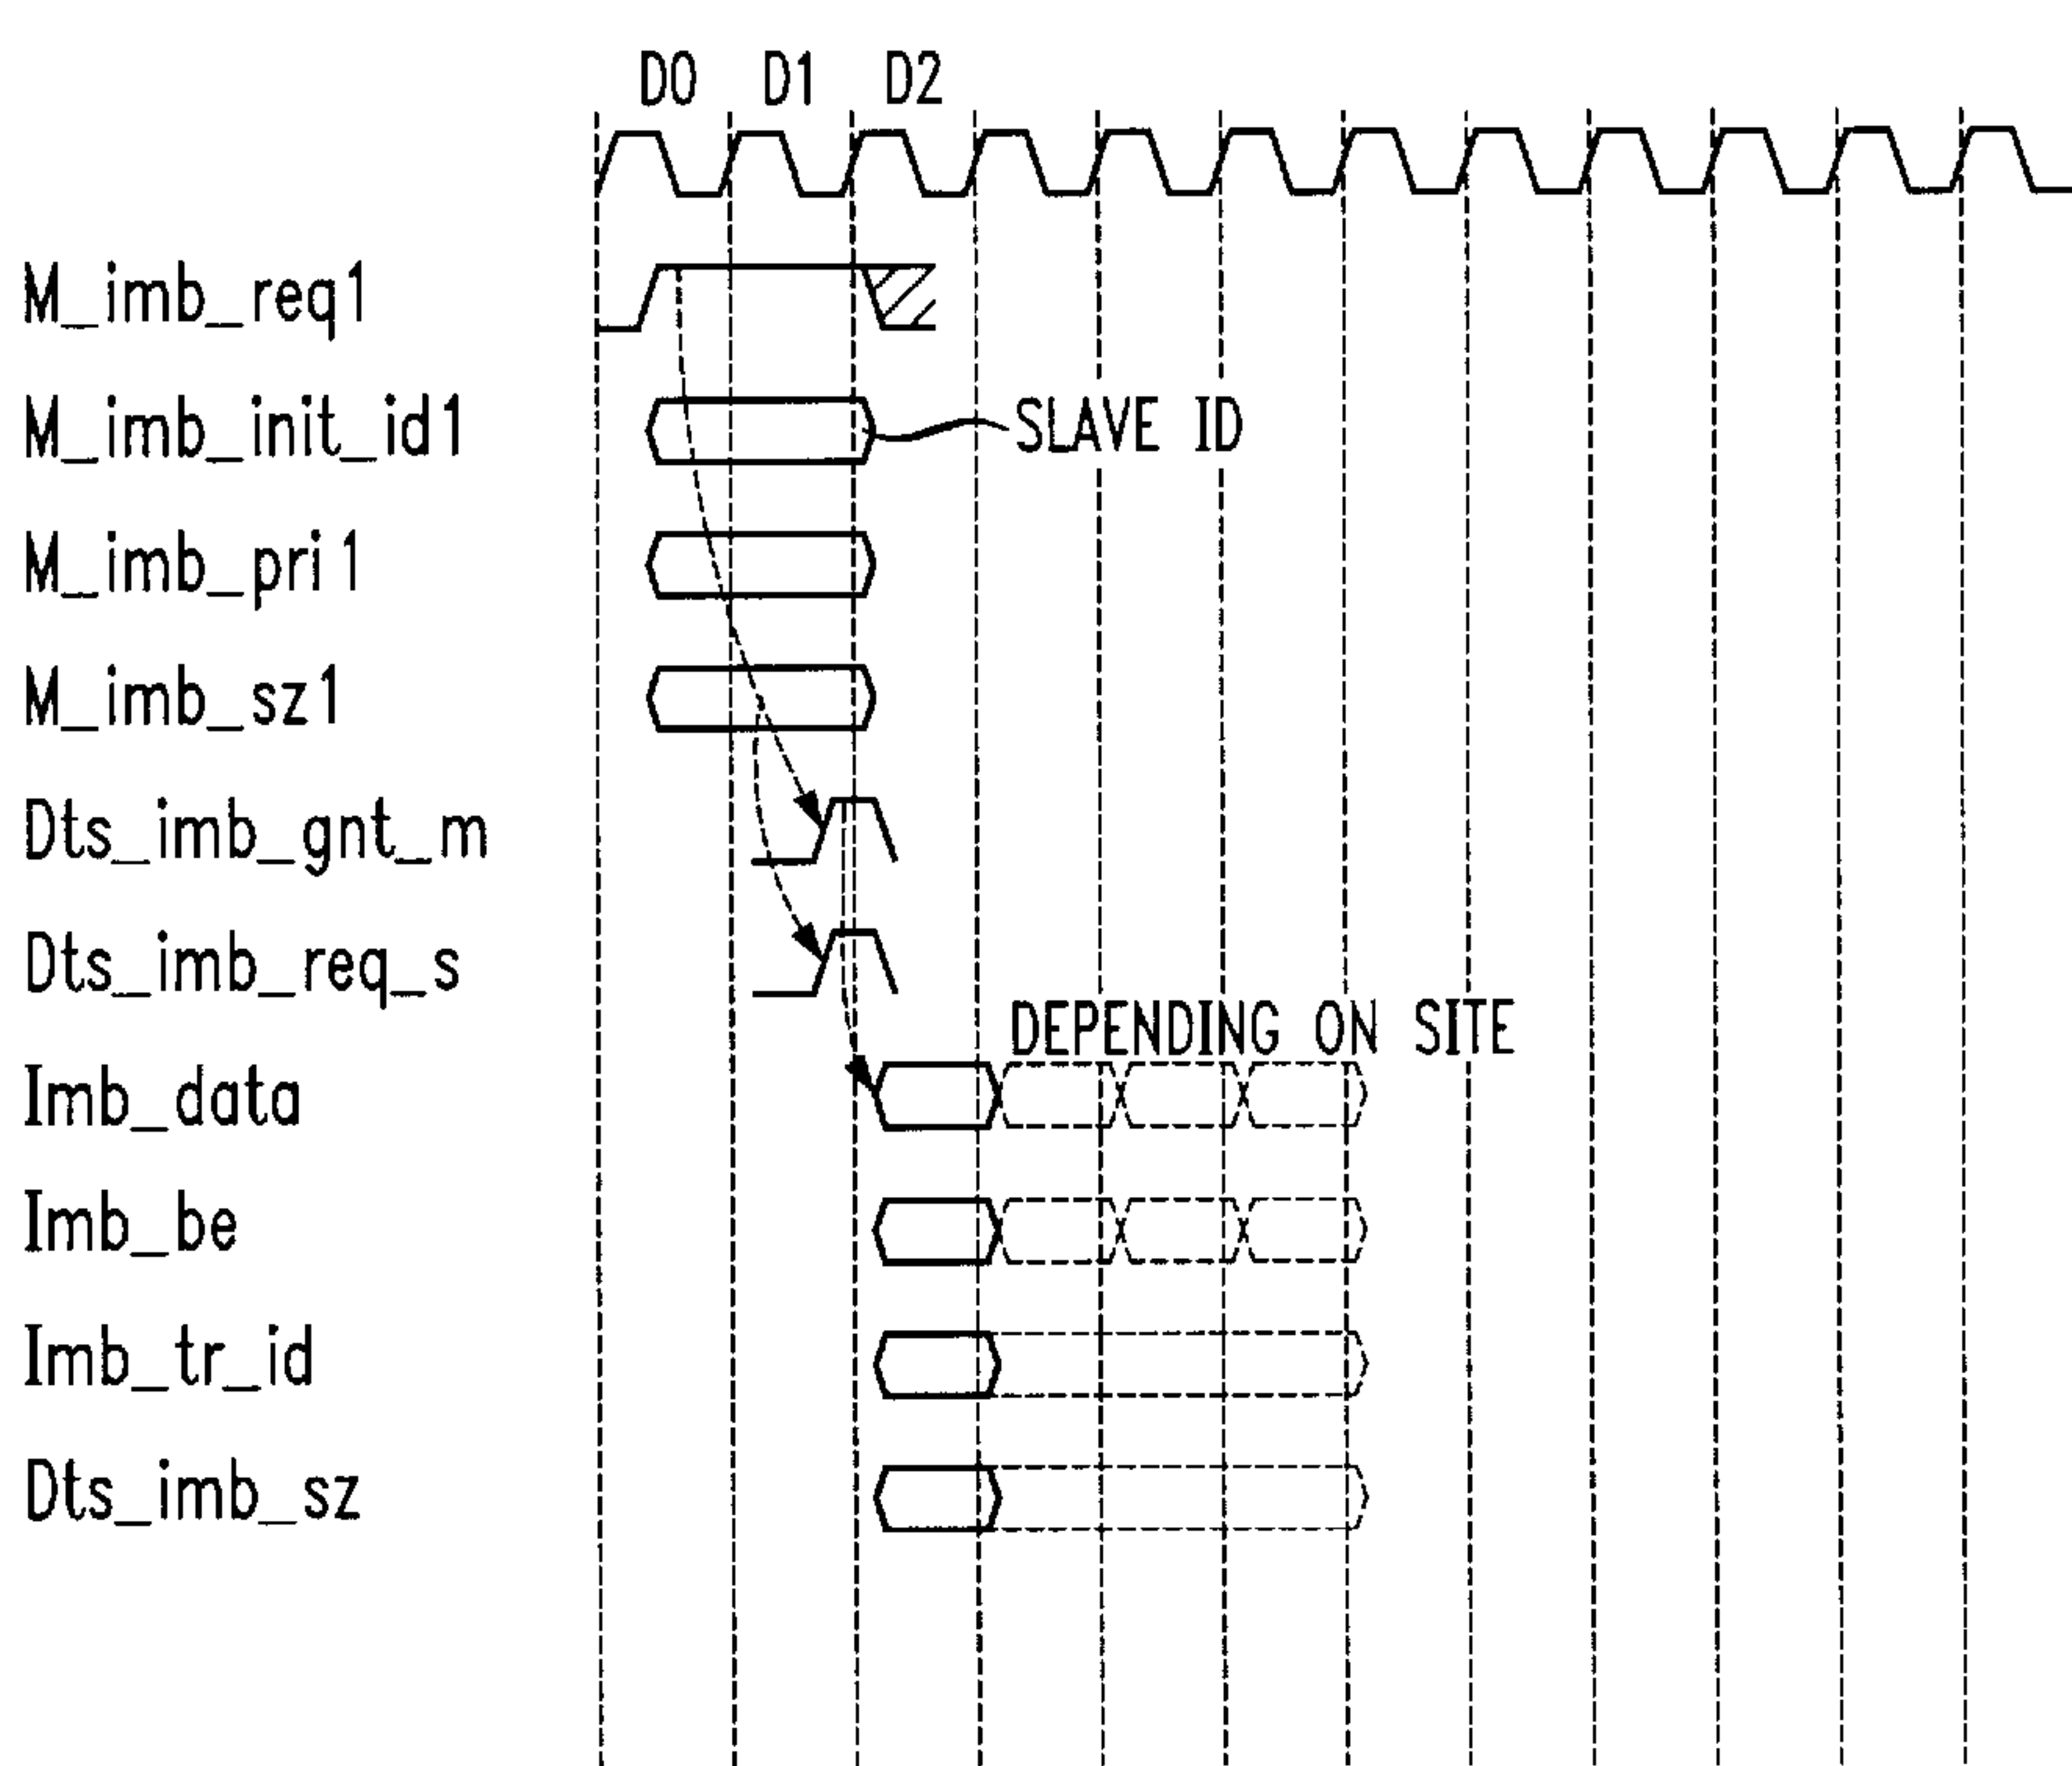 D0 D1 D2
M_imb_req1
M_imb_init_id1
SLAVE ID
M_imb_pri1
M_imb_sz1
Dts_imb_gnt_m
Dts_imb_req_s
DEPENDING ON SITE
Imb_data
Imb_be
Imb_tr_id
Dts_imb_sz